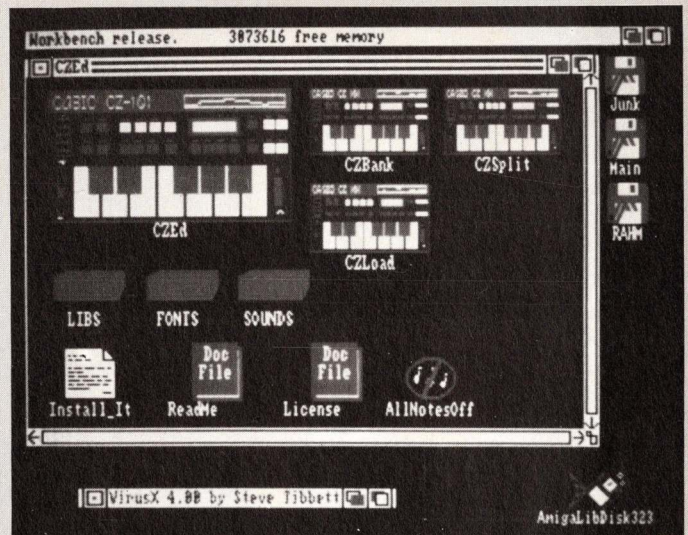 Workbench release. 3073616 free memory
CZEd
Junk
Main
RAHM
CZ-101
CZEd
CZBank
CZSplit
CZLoad
LIBS
FONTS
SOUNDS
Doc
File
Doc
File
Install_It
ReadMe
License
AllNotesOff
VirusX 4.00 by Steve Tibbett
AmigaLibDisk323